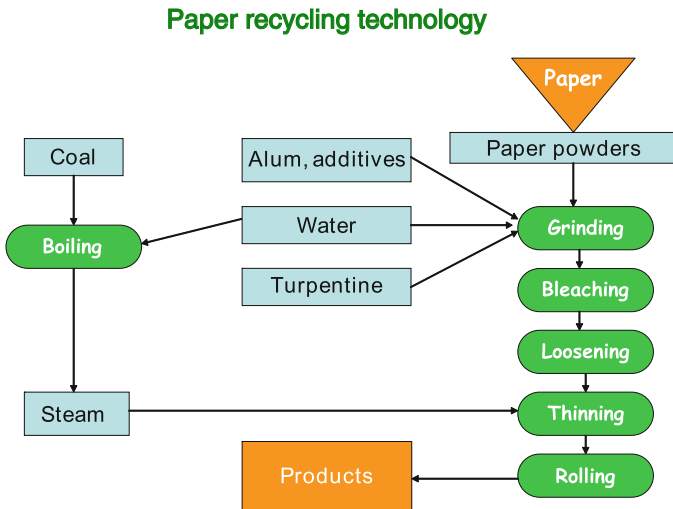 Paper recycling technology
Paper
Coal
Alum, additives
Paper powders
Boiling
Water
Grinding
Turpentine
Bleaching
Loosening
Steam
Thinning
Products
Rolling